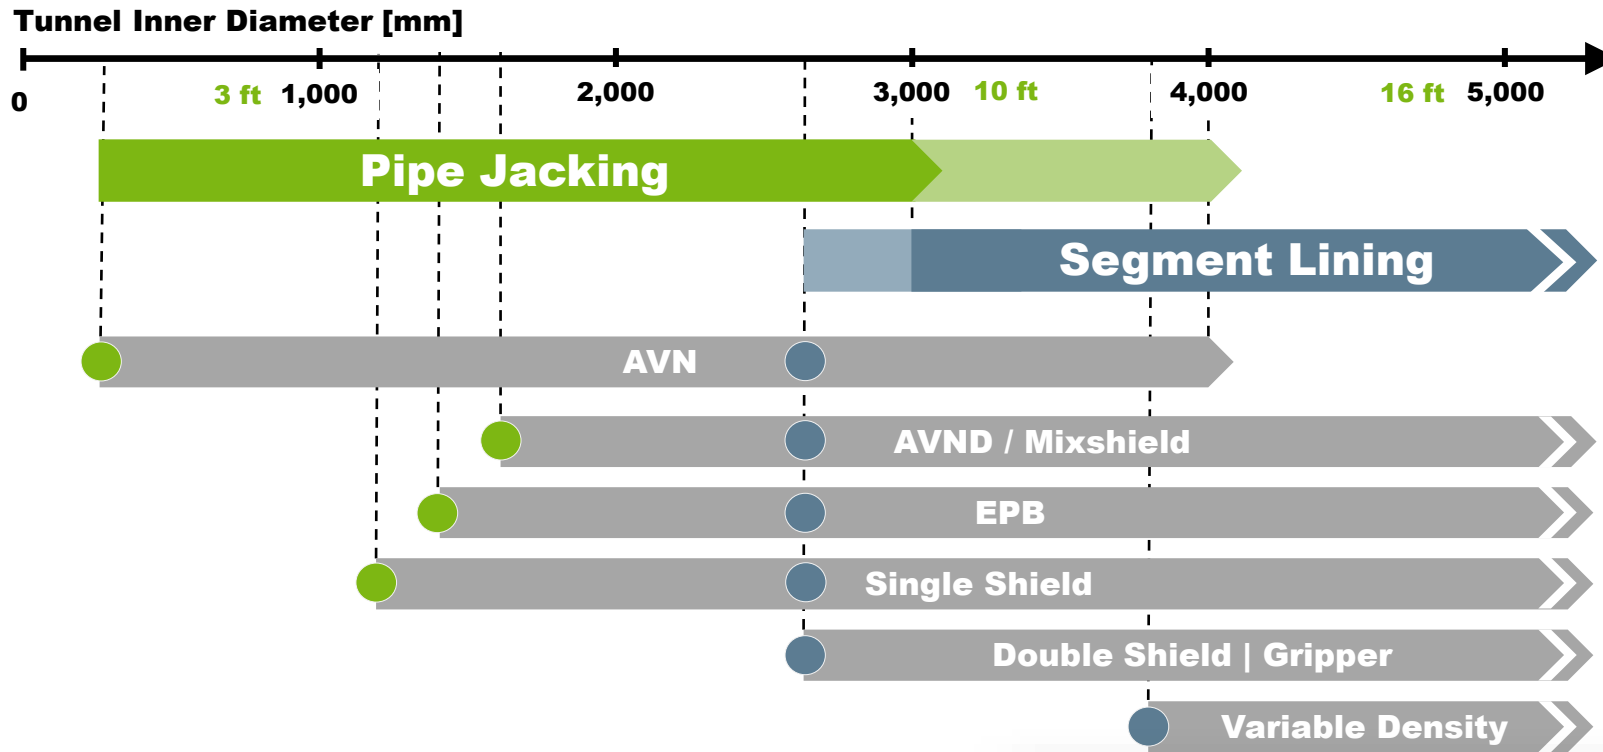 Tunnel Inner Diameter [mm]
0 3 ft 1,000 2,000 3,000 10 ft 4,000 16 ft 5,000
Pipe Jacking
Segment Lining
AVN
AVND / Mixshield
EPB
Single Shield
Double Shield | Gripper
Variable Density